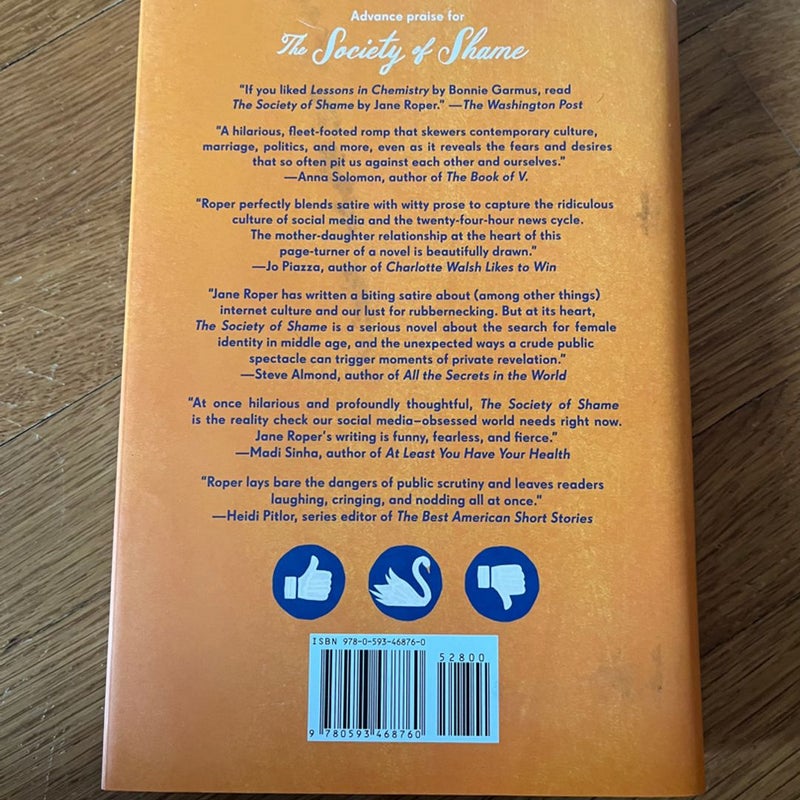 Advance praise for
The Society of Shame
"If you liked Lessons in Chemistry by Bonnie Garmus, read
The Society of Shame by Jane Roper." —The Washington Post
"A hilarious, fleet-footed romp that skewers contemporary culture,
marriage, politics, and more, even as it reveals the fears and desires
that so often pit us against each other and ourselves."
—Anna Solomon, author of The Book of V.
"Roper perfectly blends satire with witty prose to capture the ridiculous
culture of social media and the twenty-four-hour news cycle.
The mother-daughter relationship at the heart of this
page-turner of a novel is beautifully drawn."
—Jo Piazza, author of Charlotte Walsh Likes to Win
"Jane Roper has written a biting satire about (among other things)
internet culture and our lust for rubbernecking. But at its heart,
The Society of Shame is a serious novel about the search for female
identity in middle age, and the unexpected ways a crude public
spectacle can trigger moments of private revelation."
—Steve Almond, author of All the Secrets in the World
"At once hilarious and profoundly thoughtful, The Society of Shame
is the reality check our social media–obsessed world needs right now.
Jane Roper's writing is funny, fearless, and fierce."
—Madi Sinha, author of At Least You Have Your Health
"Roper lays bare the dangers of public scrutiny and leaves readers
laughing, cringing, and nodding all at once."
—Heidi Pitlor, series editor of The Best American Short Stories
ISBN 978-0-593-46876-0
52800
9 780593 468760